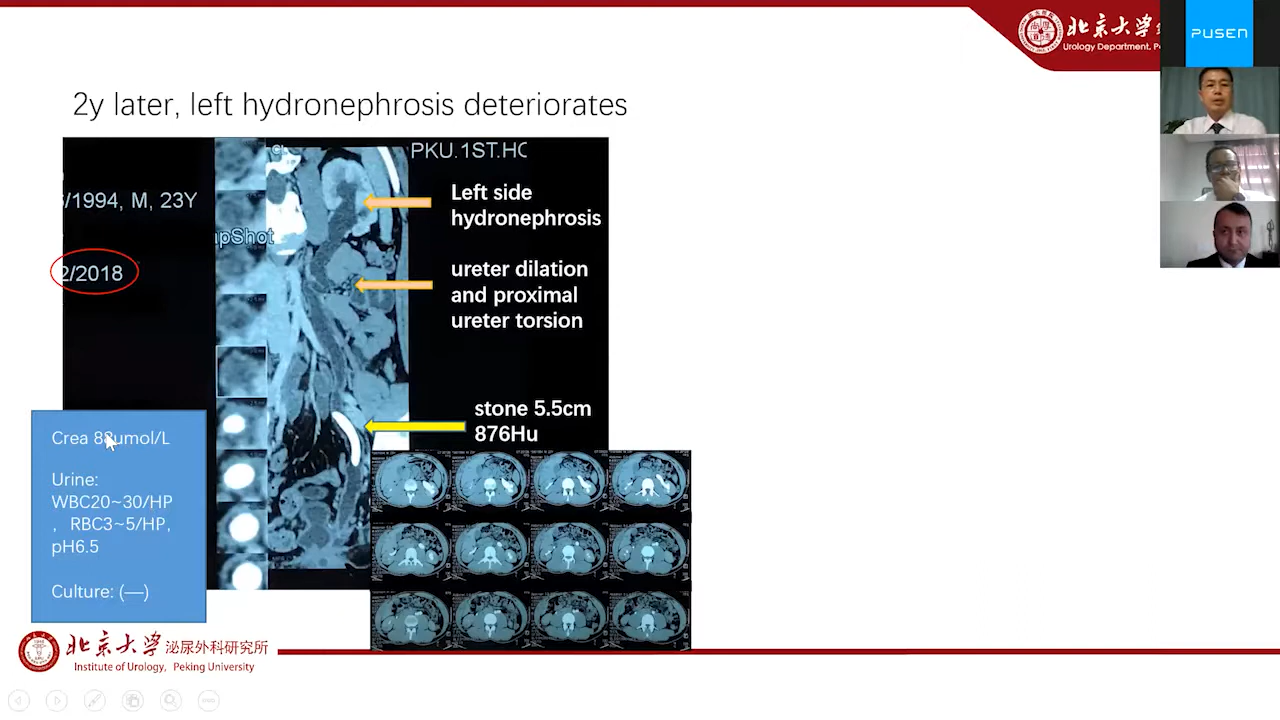 北京大学
Urology Department, P
PUSEN
2y later, left hydronephrosis deteriorates
PKU.1ST.HC
/1994, M, 23Y
apShot
2/2018
Left side
hydronephrosis
ureter dilation
and proximal
ureter torsion
stone 5.5cm
876Hu
Crea 88umol/L
Urine:
WBC20~30/HP
, RBC3~5/HP,
pH6.5
Culture: (—)
北京大学 泌尿外科研究所
Institute of Urology, Peking University